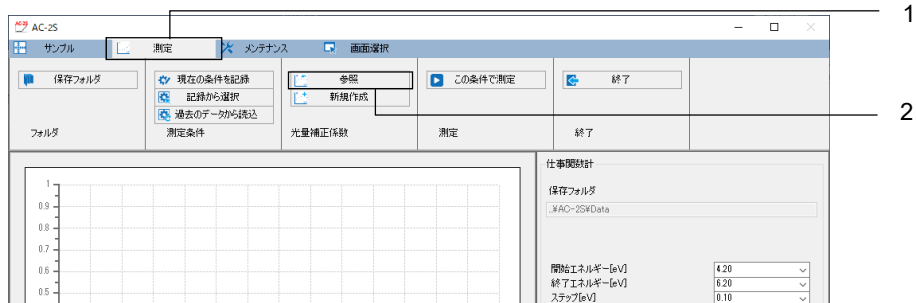 1
AC-2S
サンプル 測定 メンテナンス 画面選択
保存フォルダ 現在の条件を記録 参照 この条件で測定 終了
記録から選択 新規作成
過去のデータから読込
2
フォルダ 測定条件 光量補正係数 測定 終了
仕事関数計
保存フォルダ
..¥AC-2S¥Data
1
0.9
0.8
0.7
0.6
0.5
開始エネルギー[eV] 4.20
終了エネルギー[eV] 6.20
ステップ[eV] 0.10